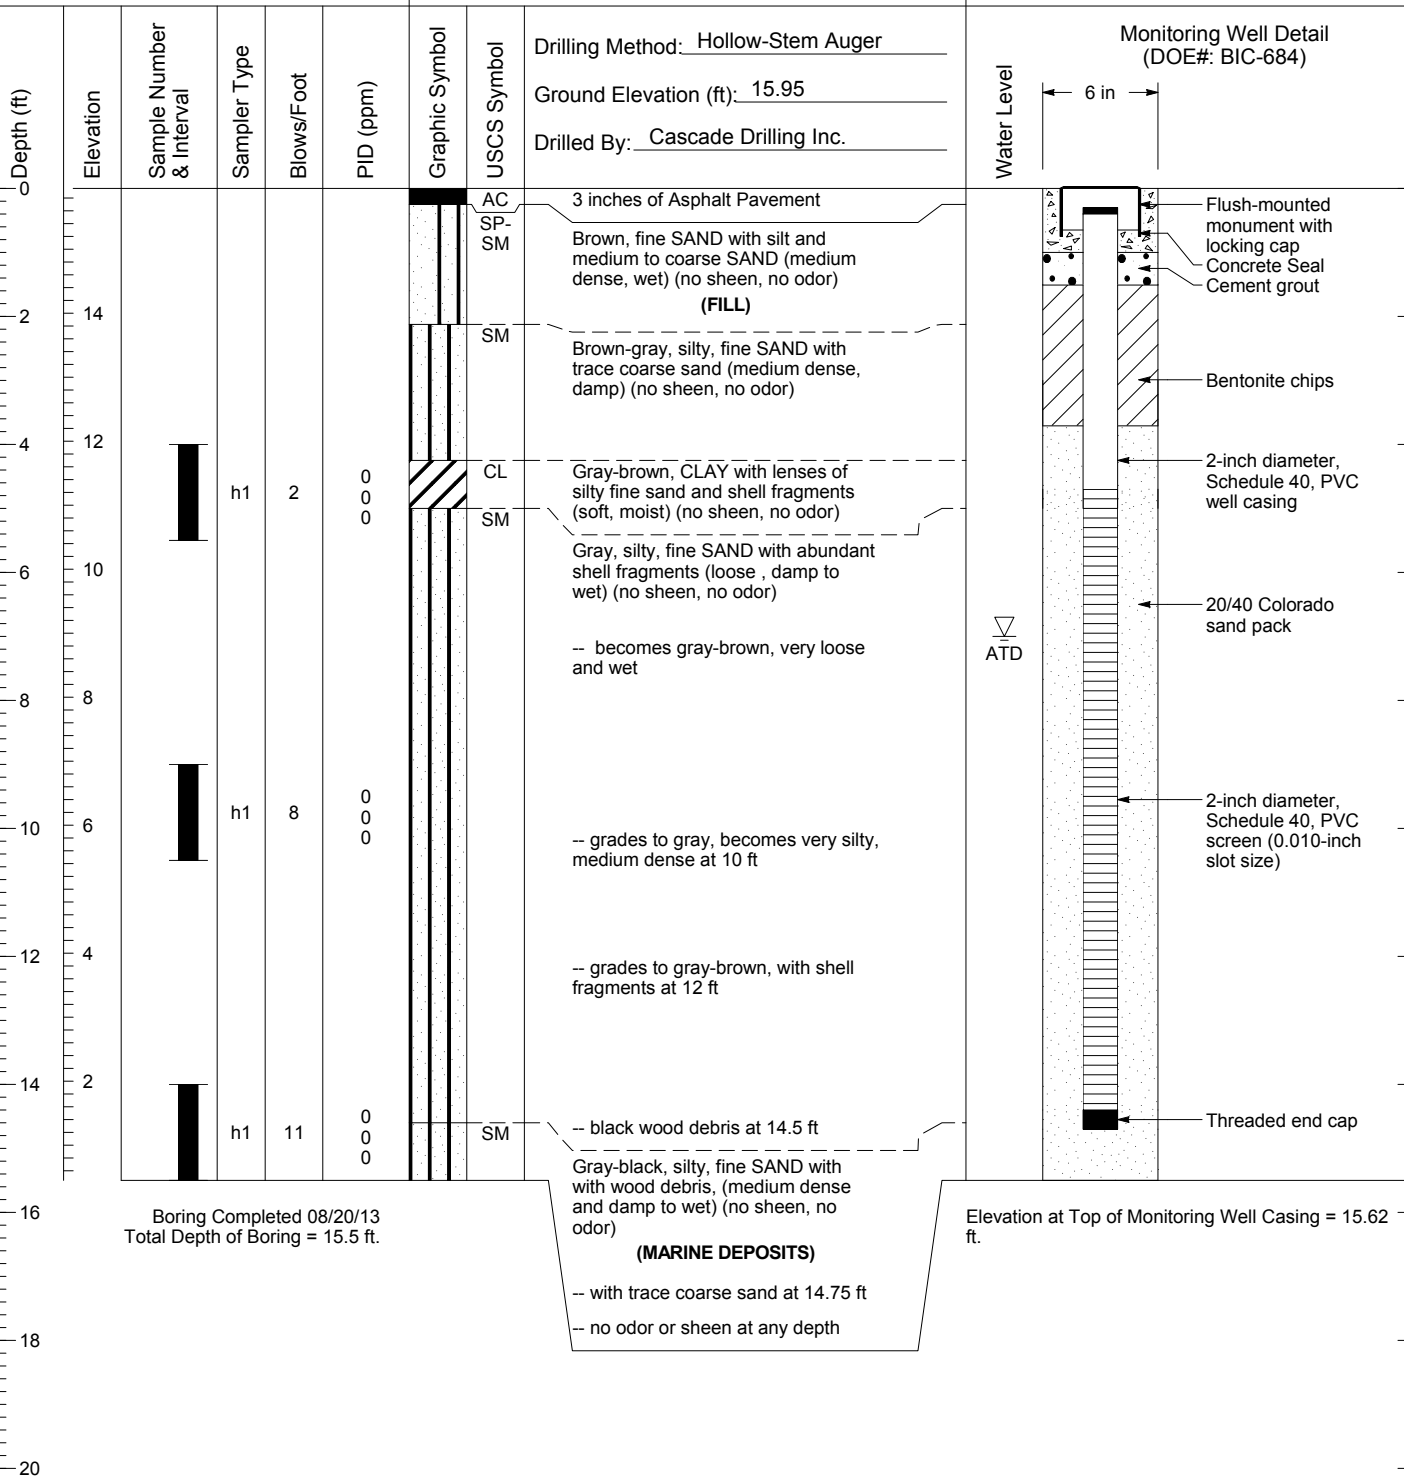 Depth (ft)
Elevation
Sample Number
& Interval
Sampler Type
Blows/Foot
PID (ppm)
Graphic Symbol
USCS Symbol
Drilling Method: Hollow-Stem Auger
Ground Elevation (ft): 15.95
Drilled By: Cascade Drilling Inc.
Water Level
Monitoring Well Detail
(DOE#: BIC-684)
6 in
0
2
4
6
8
10
12
14
16
18
20
14
12
10
8
6
4
2
h1
2
0
0
0
h1
8
0
0
0
h1
11
0
0
0
AC
SP-
SM
SM
CL
SM
SM
3 inches of Asphalt Pavement
Brown, fine SAND with silt and
medium to coarse SAND (medium
dense, wet) (no sheen, no odor)
(FILL)
Brown-gray, silty, fine SAND with
trace coarse sand (medium dense,
damp) (no sheen, no odor)
Gray-brown, CLAY with lenses of
silty fine sand and shell fragments
(soft, moist) (no sheen, no odor)
Gray, silty, fine SAND with abundant
shell fragments (loose , damp to
wet) (no sheen, no odor)
-- becomes gray-brown, very loose
and wet
-- grades to gray, becomes very silty,
medium dense at 10 ft
-- grades to gray-brown, with shell
fragments at 12 ft
-- black wood debris at 14.5 ft
Gray-black, silty, fine SAND with
with wood debris, (medium dense
and damp to wet) (no sheen, no
odor)
(MARINE DEPOSITS)
-- with trace coarse sand at 14.75 ft
-- no odor or sheen at any depth
ATD
Flush-mounted
monument with
locking cap
Concrete Seal
Cement grout
Bentonite chips
2-inch diameter,
Schedule 40, PVC
well casing
20/40 Colorado
sand pack
2-inch diameter,
Schedule 40, PVC
screen (0.010-inch
slot size)
Threaded end cap
Boring Completed 08/20/13
Total Depth of Boring = 15.5 ft.
Elevation at Top of Monitoring Well Casing = 15.62
ft.